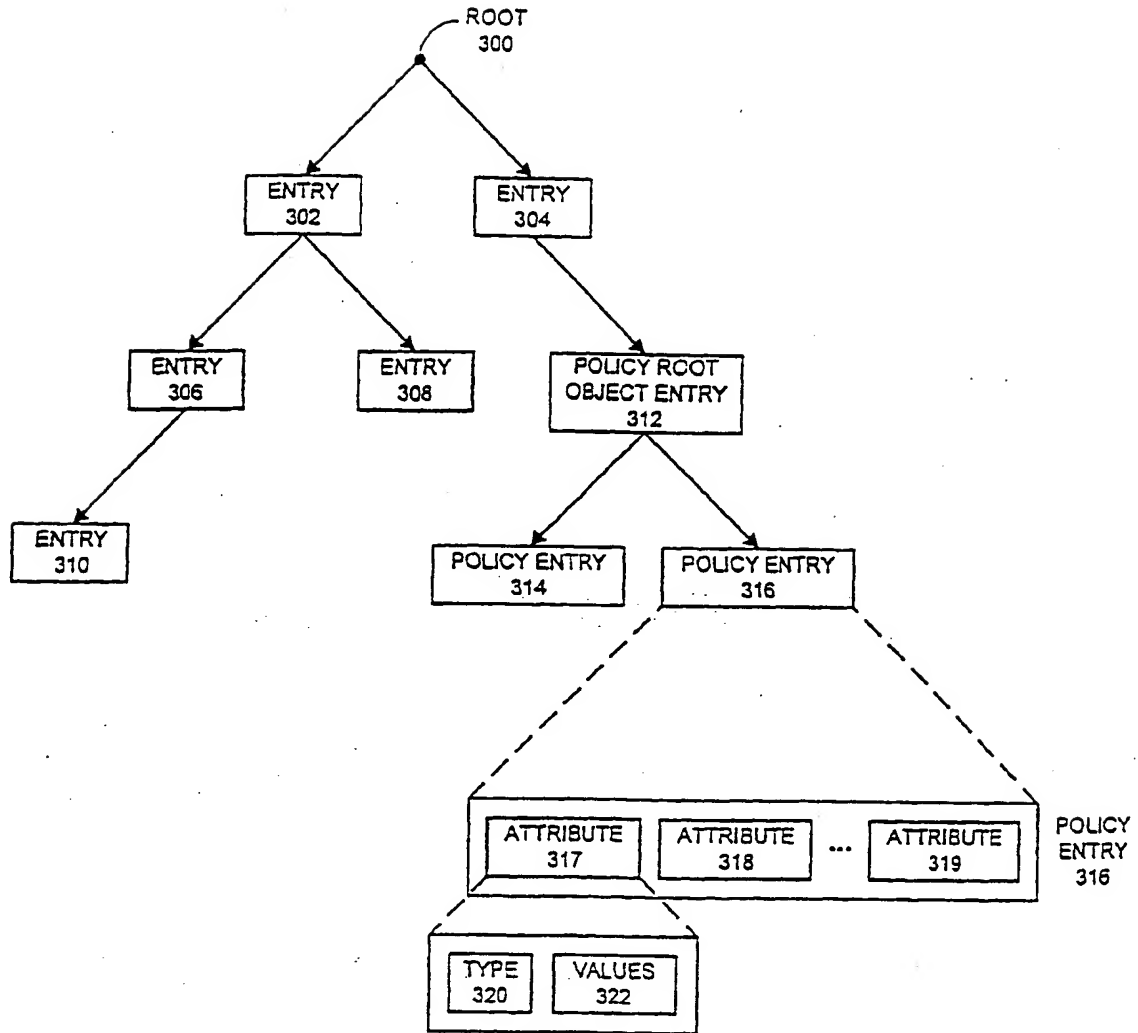 ROOT
300
ENTRY
302
ENTRY
304
ENTRY
306
ENTRY
308
POLICY ROOT
OBJECT ENTRY
312
ENTRY
310
POLICY ENTRY
314
POLICY ENTRY
316
ATTRIBUTE
317
ATTRIBUTE
318
...
ATTRIBUTE
319
POLICY
ENTRY
316
TYPE
320
VALUES
322